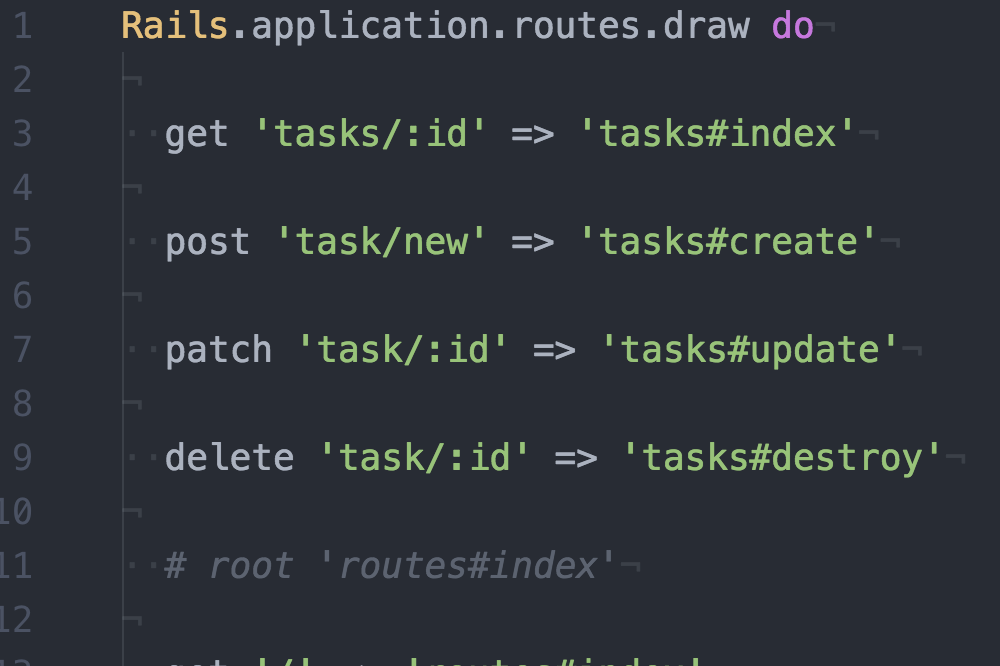 1 Rails.application.routes.draw do¬
2 ¬
3 ··get 'tasks/:id' => 'tasks#index'¬
4 ¬
5 ··post 'task/new' => 'tasks#create'¬
6 ¬
7 ··patch 'task/:id' => 'tasks#update'¬
8 ¬
9 ··delete 'task/:id' => 'tasks#destroy'¬
10 ¬
11 ··# root 'routes#index'¬
12 ¬